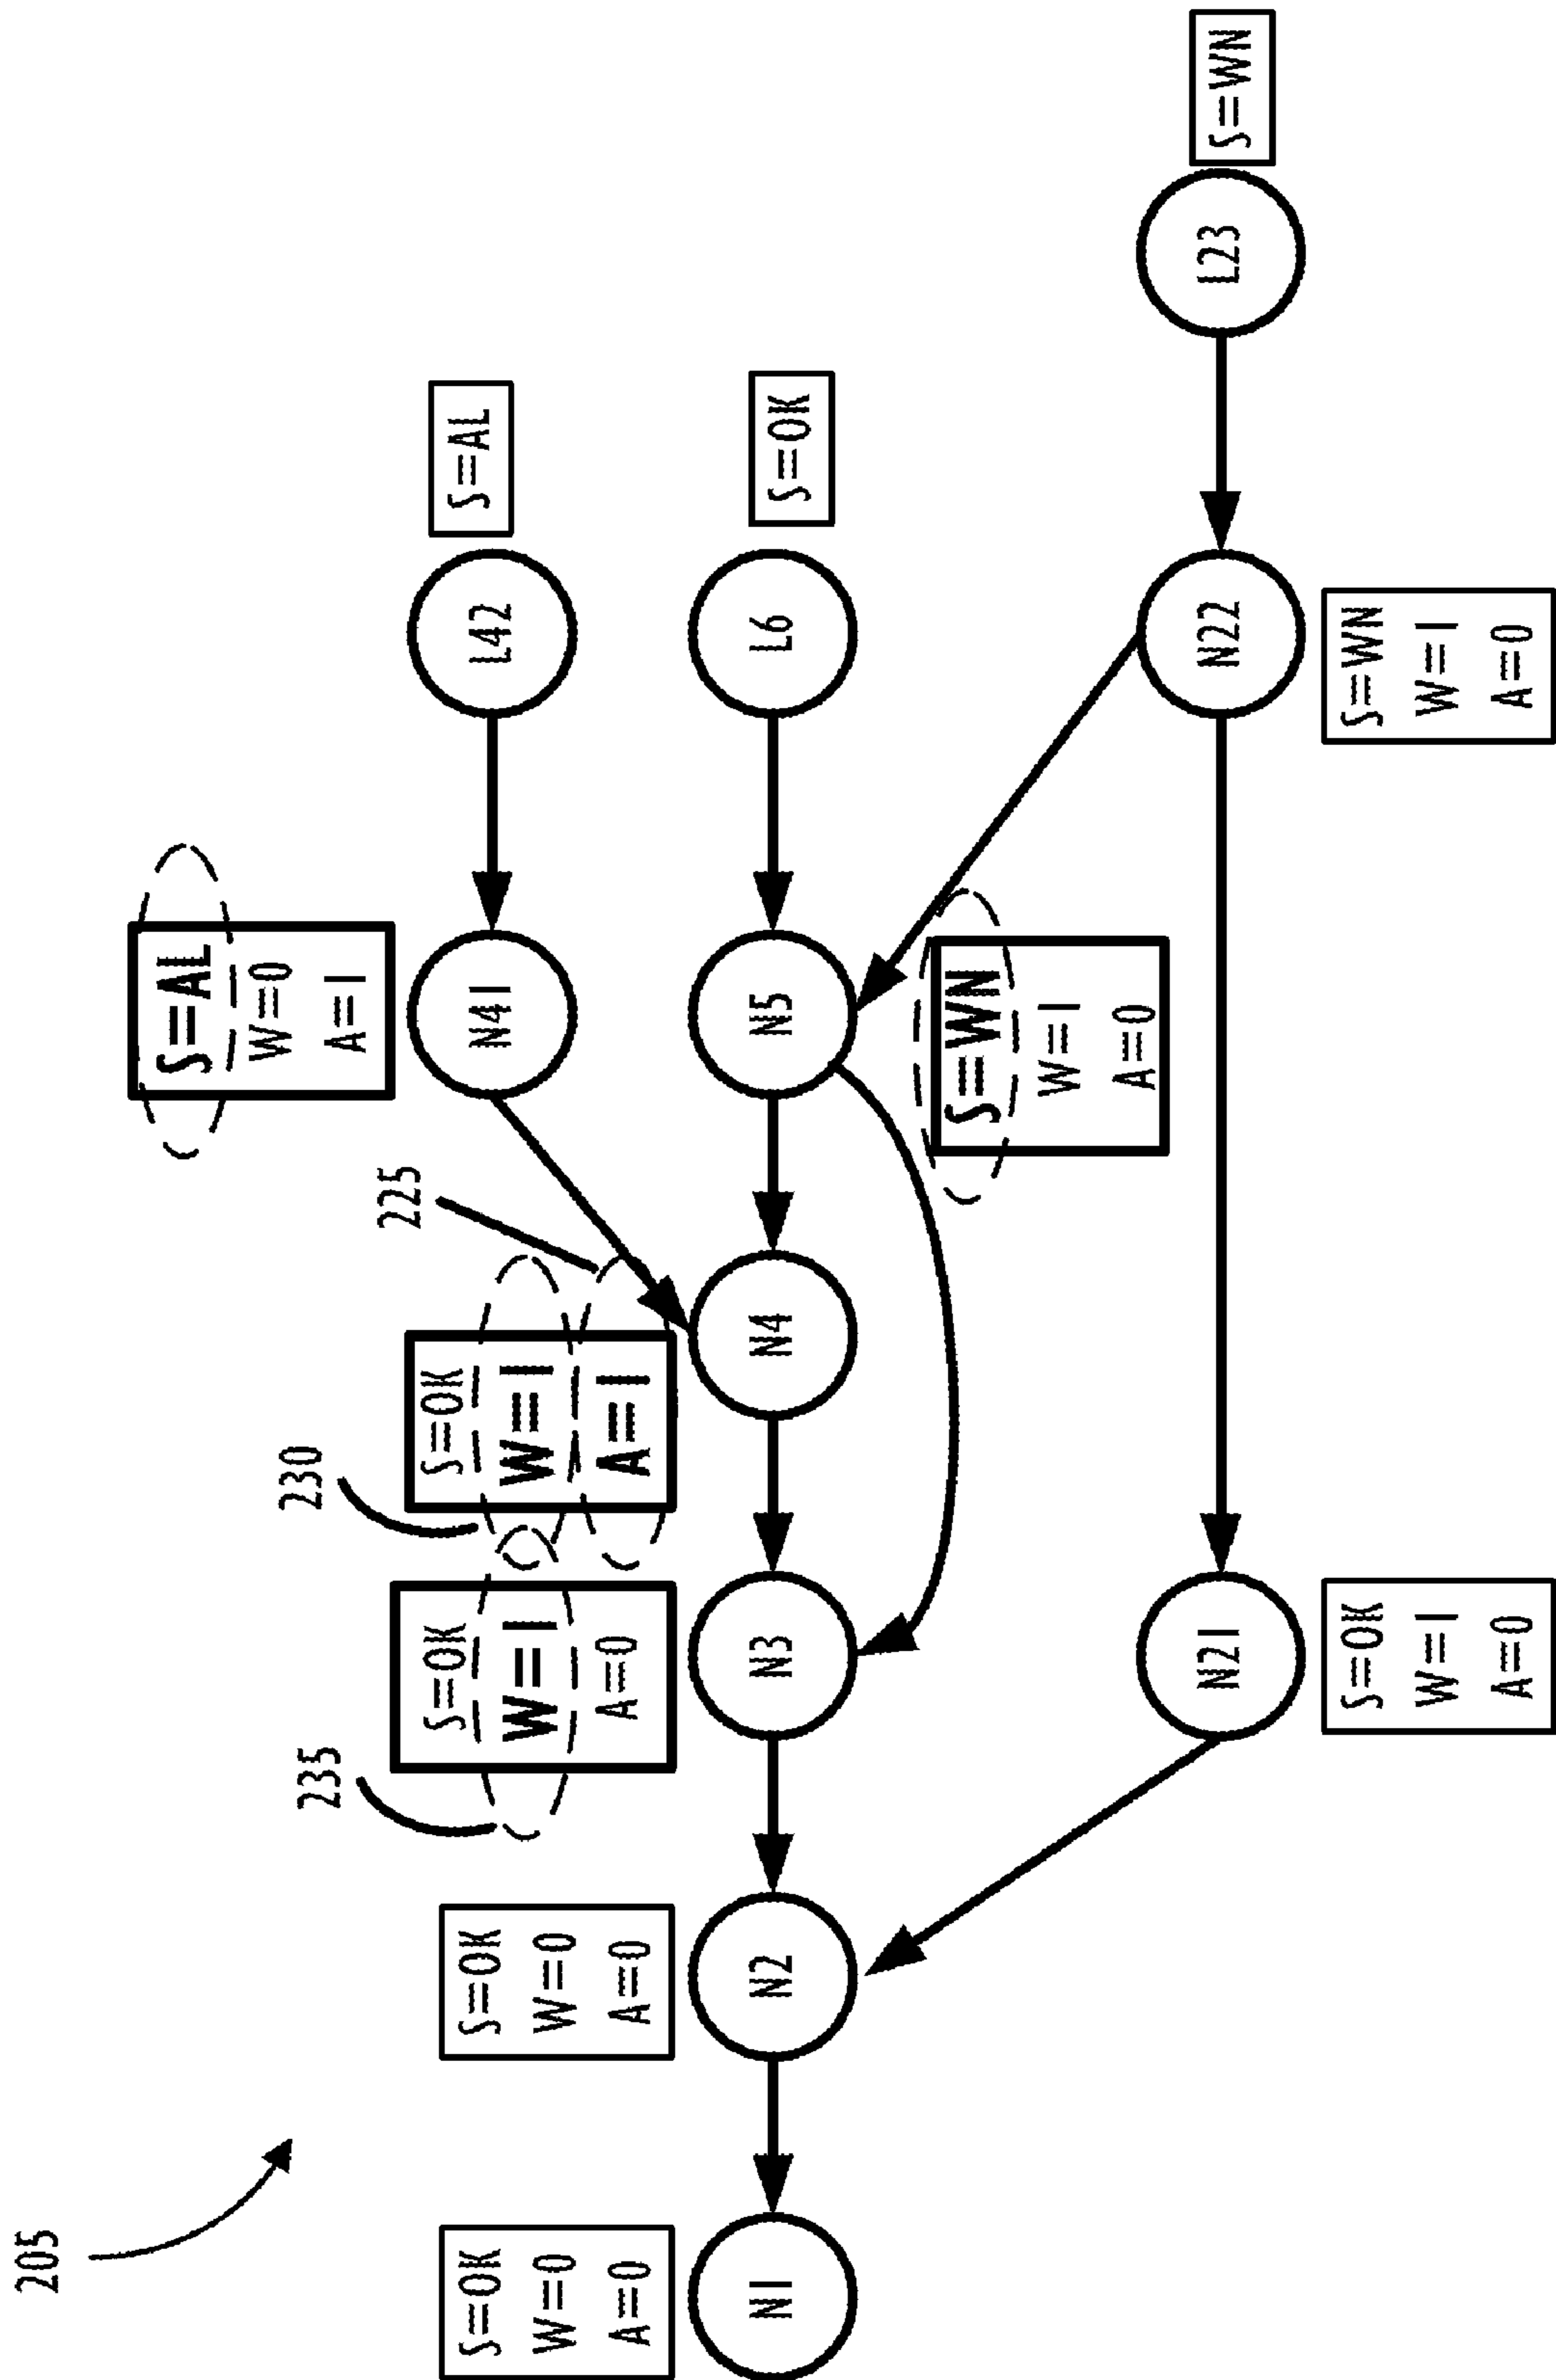 205
S=AL
W=0
A=1
230
235
225
S=OK
W=0
A=0
S=OK
W=0
A=0
S=OK
W=1
A=0
S=OK
W=1
A=1
N41
L42
S=AL
N1
N2
N3
N4
N5
L6
S=OK
S=WN
W=1
A=0
N21
N22
L23
S=WN
S=OK
W=1
A=0
S=WN
W=1
A=0